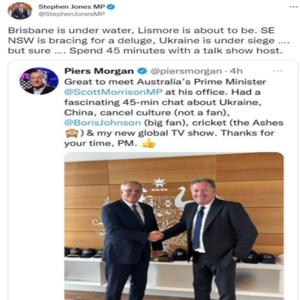 Stephen Jones MP
@StephenJonesMP
Brisbane is under water, Lismore is about to be. SE
NSW is bracing for a deluge, Ukraine is under siege ....
but sure .... Spend 45 minutes with a talk show host.
Piers Morgan @piersmorgan · 4h
Great to meet Australia's Prime Minister
@ScottMorrisonMP at his office. Had a
fascinating 45-min chat about Ukraine,
China, cancel culture (not a fan),
@BorisJohnson (big fan), cricket (the Ashes
🙈) & my new global TV show. Thanks for
your time, PM. 👍